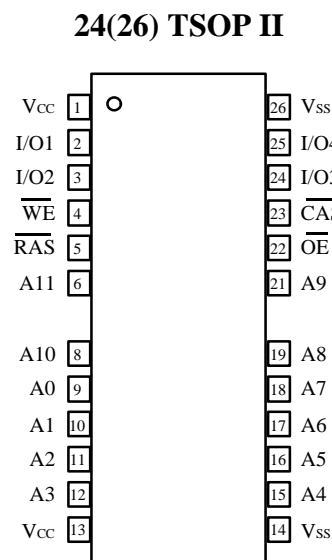 24(26) TSOP II
Vcc 1 26 Vss
I/O1 2 25 I/O4
I/O2 3 24 I/O3
WE 4 23 CAS
RAS 5 22 OE
A11 6 21 A9
A10 8 19 A8
A0 9 18 A7
A1 10 17 A6
A2 11 16 A5
A3 12 15 A4
Vcc 13 14 Vss